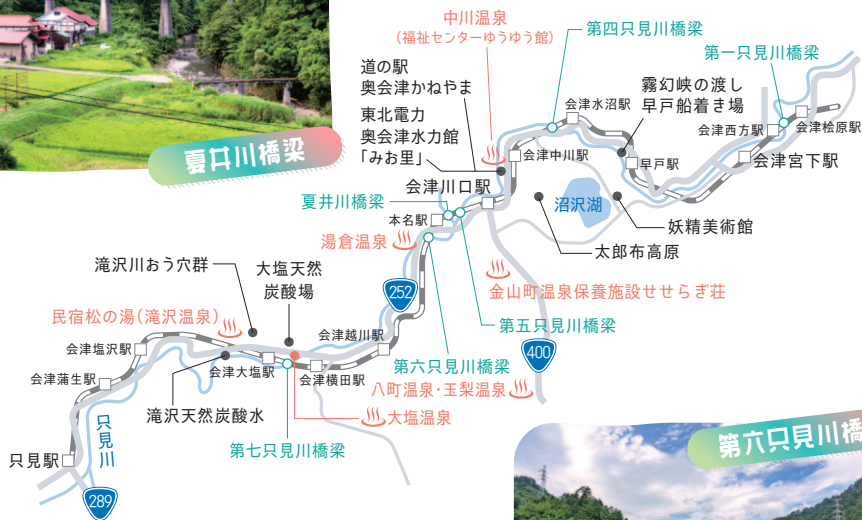 中川温泉
(福祉センターゆうゆう館)
第四只見川橋梁
第一只見川橋梁
道の駅
奥会津かねやま
東北電力
奥会津水力館
「みお里」
霧幻峡の渡し
早戸船着き場
会津水沼駅
会津西方駅
会津桧原駅
会津中川駅
早戸駅
会津宮下駅
夏井川橋梁
会津川口駅
夏井川橋梁
本名駅
沼沢湖
妖精美術館
太郎布高原
湯倉温泉
滝沢川おう穴群
大塩天然
炭酸場
252
金山町温泉保養施設せせらぎ荘
民宿松の湯(滝沢温泉)
第五只見川橋梁
会津越川駅
会津塩沢駅
400
第六只見川橋梁
会津大塩駅
会津横田駅
会津蒲生駅
八町温泉・玉梨温泉
滝沢天然炭酸水
大塩温泉
只見川
第七只見川橋梁
只見駅
第六只見川橋
289